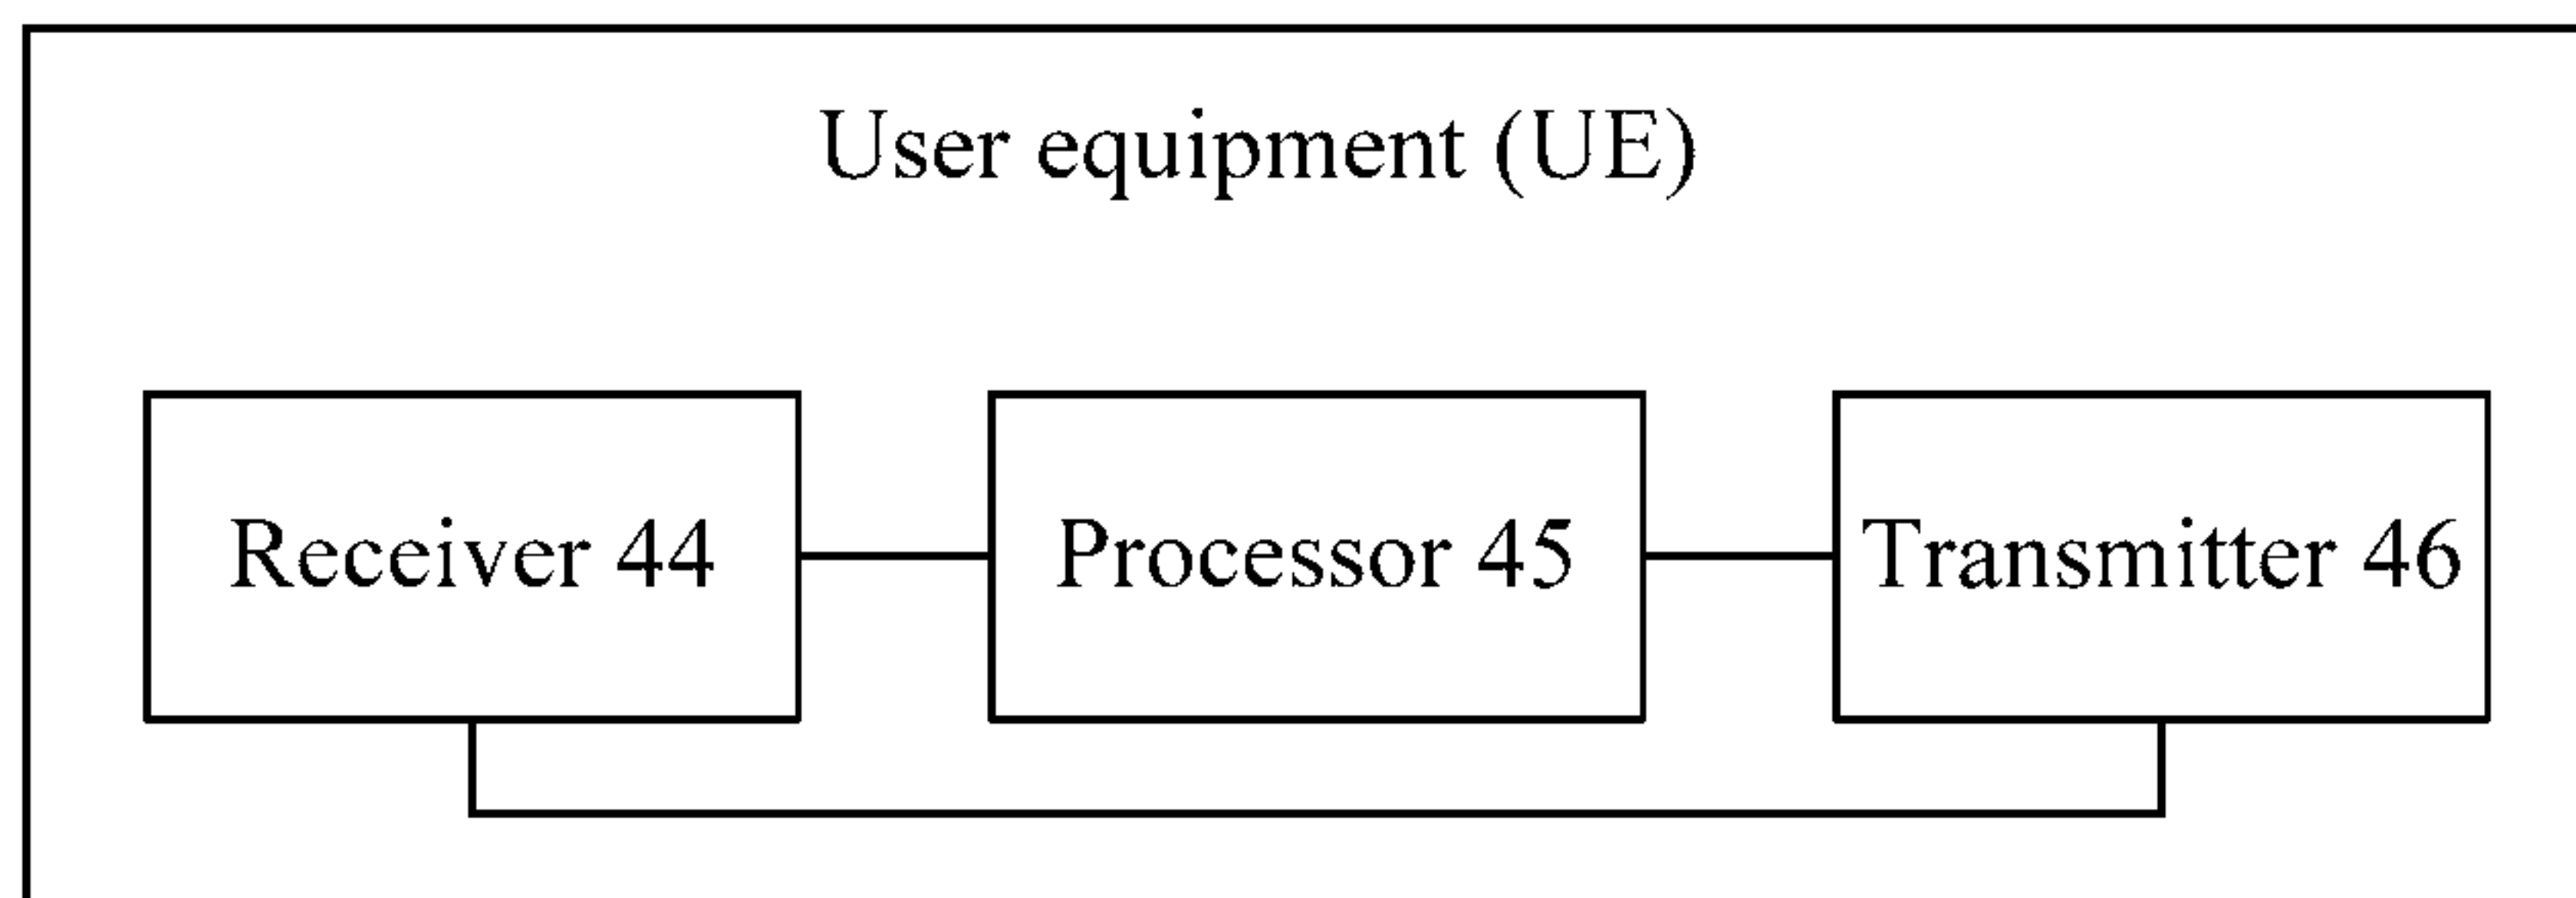 User equipment (UE)
Receiver 44
Processor 45
Transmitter 46